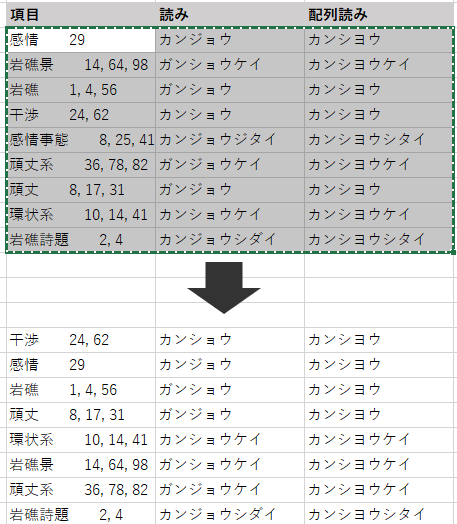 項目 読み 配列読み
感情 29 カンジョウ カンシヨウ
岩礁景 14, 64, 98 ガンショウケイ カンシヨウケイ
岩礁 1, 4, 56 ガンショウ カンシヨウ
干渉 24, 62 カンショウ カンシヨウ
感情事態 8, 25, 41 カンジョウジタイ カンシヨウシタイ
頑丈系 36, 78, 82 ガンジョウケイ カンシヨウケイ
頑丈 8, 17, 31 ガンジョウ カンシヨウ
環状系 10, 14, 41 カンジョウケイ カンシヨウケイ
岩礁詩題 2, 4 カンジョウシダイ カンシヨウシタイ
干渉 24, 62 カンショウ カンシヨウ
感情 29 カンジョウ カンシヨウ
岩礁 1, 4, 56 ガンショウ カンシヨウ
頑丈 8, 17, 31 ガンジョウ カンシヨウ
環状系 10, 14, 41 カンジョウケイ カンシヨウケイ
岩礁景 14, 64, 98 ガンショウケイ カンシヨウケイ
頑丈系 36, 78, 82 ガンジョウケイ カンシヨウケイ
岩礁詩題 2, 4 カンジョウシダイ カンシヨウシタイ